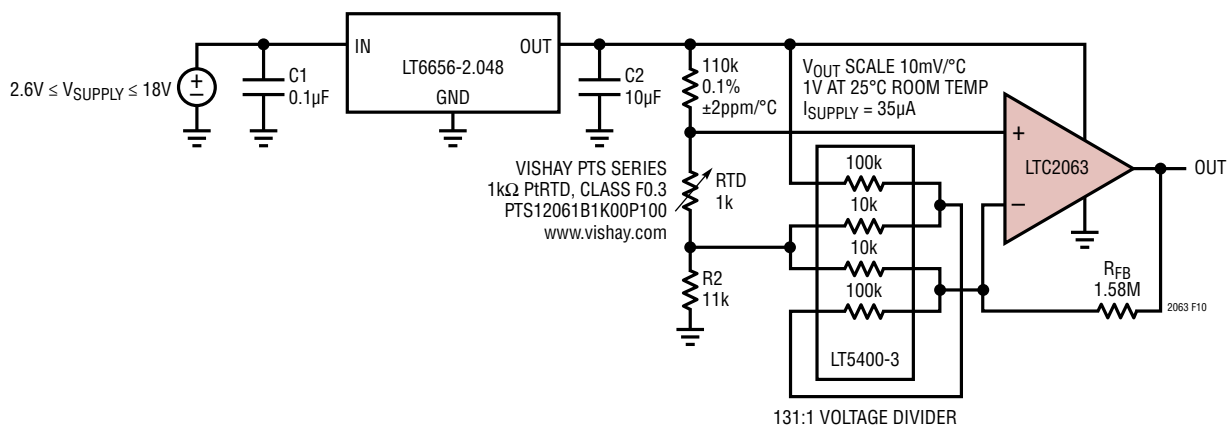 2.6V ≤ VSUPPLY ≤ 18V
+
−
C1
0.1µF
IN
OUT
LT6656-2.048
GND
C2
10µF
110k
0.1%
±2ppm/°C
VOUT SCALE 10mV/°C
1V AT 25°C ROOM TEMP
ISUPPLY = 35µA
VISHAY PTS SERIES
1kΩ PtRTD, CLASS F0.3
PTS12061B1K00P100
www.vishay.com
RTD
1k
R2
11k
100k
10k
10k
100k
LT5400-3
131:1 VOLTAGE DIVIDER
+
−
LTC2063
OUT
RFB
1.58M
2063 F10